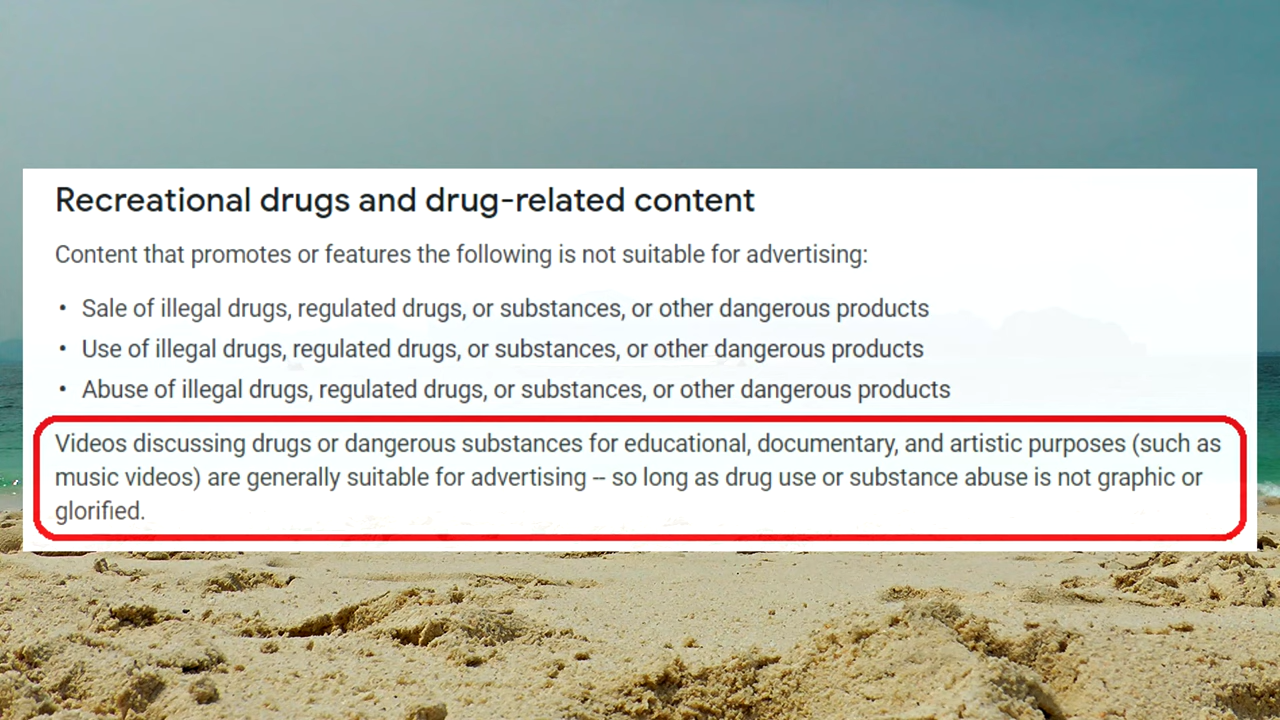 Recreational drugs and drug-related content
Content that promotes or features the following is not suitable for advertising:
• Sale of illegal drugs, regulated drugs, or substances, or other dangerous products
• Use of illegal drugs, regulated drugs, or substances, or other dangerous products
• Abuse of illegal drugs, regulated drugs, or substances, or other dangerous products
Videos discussing drugs or dangerous substances for educational, documentary, and artistic purposes (such as
music videos) are generally suitable for advertising -- so long as drug use or substance abuse is not graphic or
glorified.